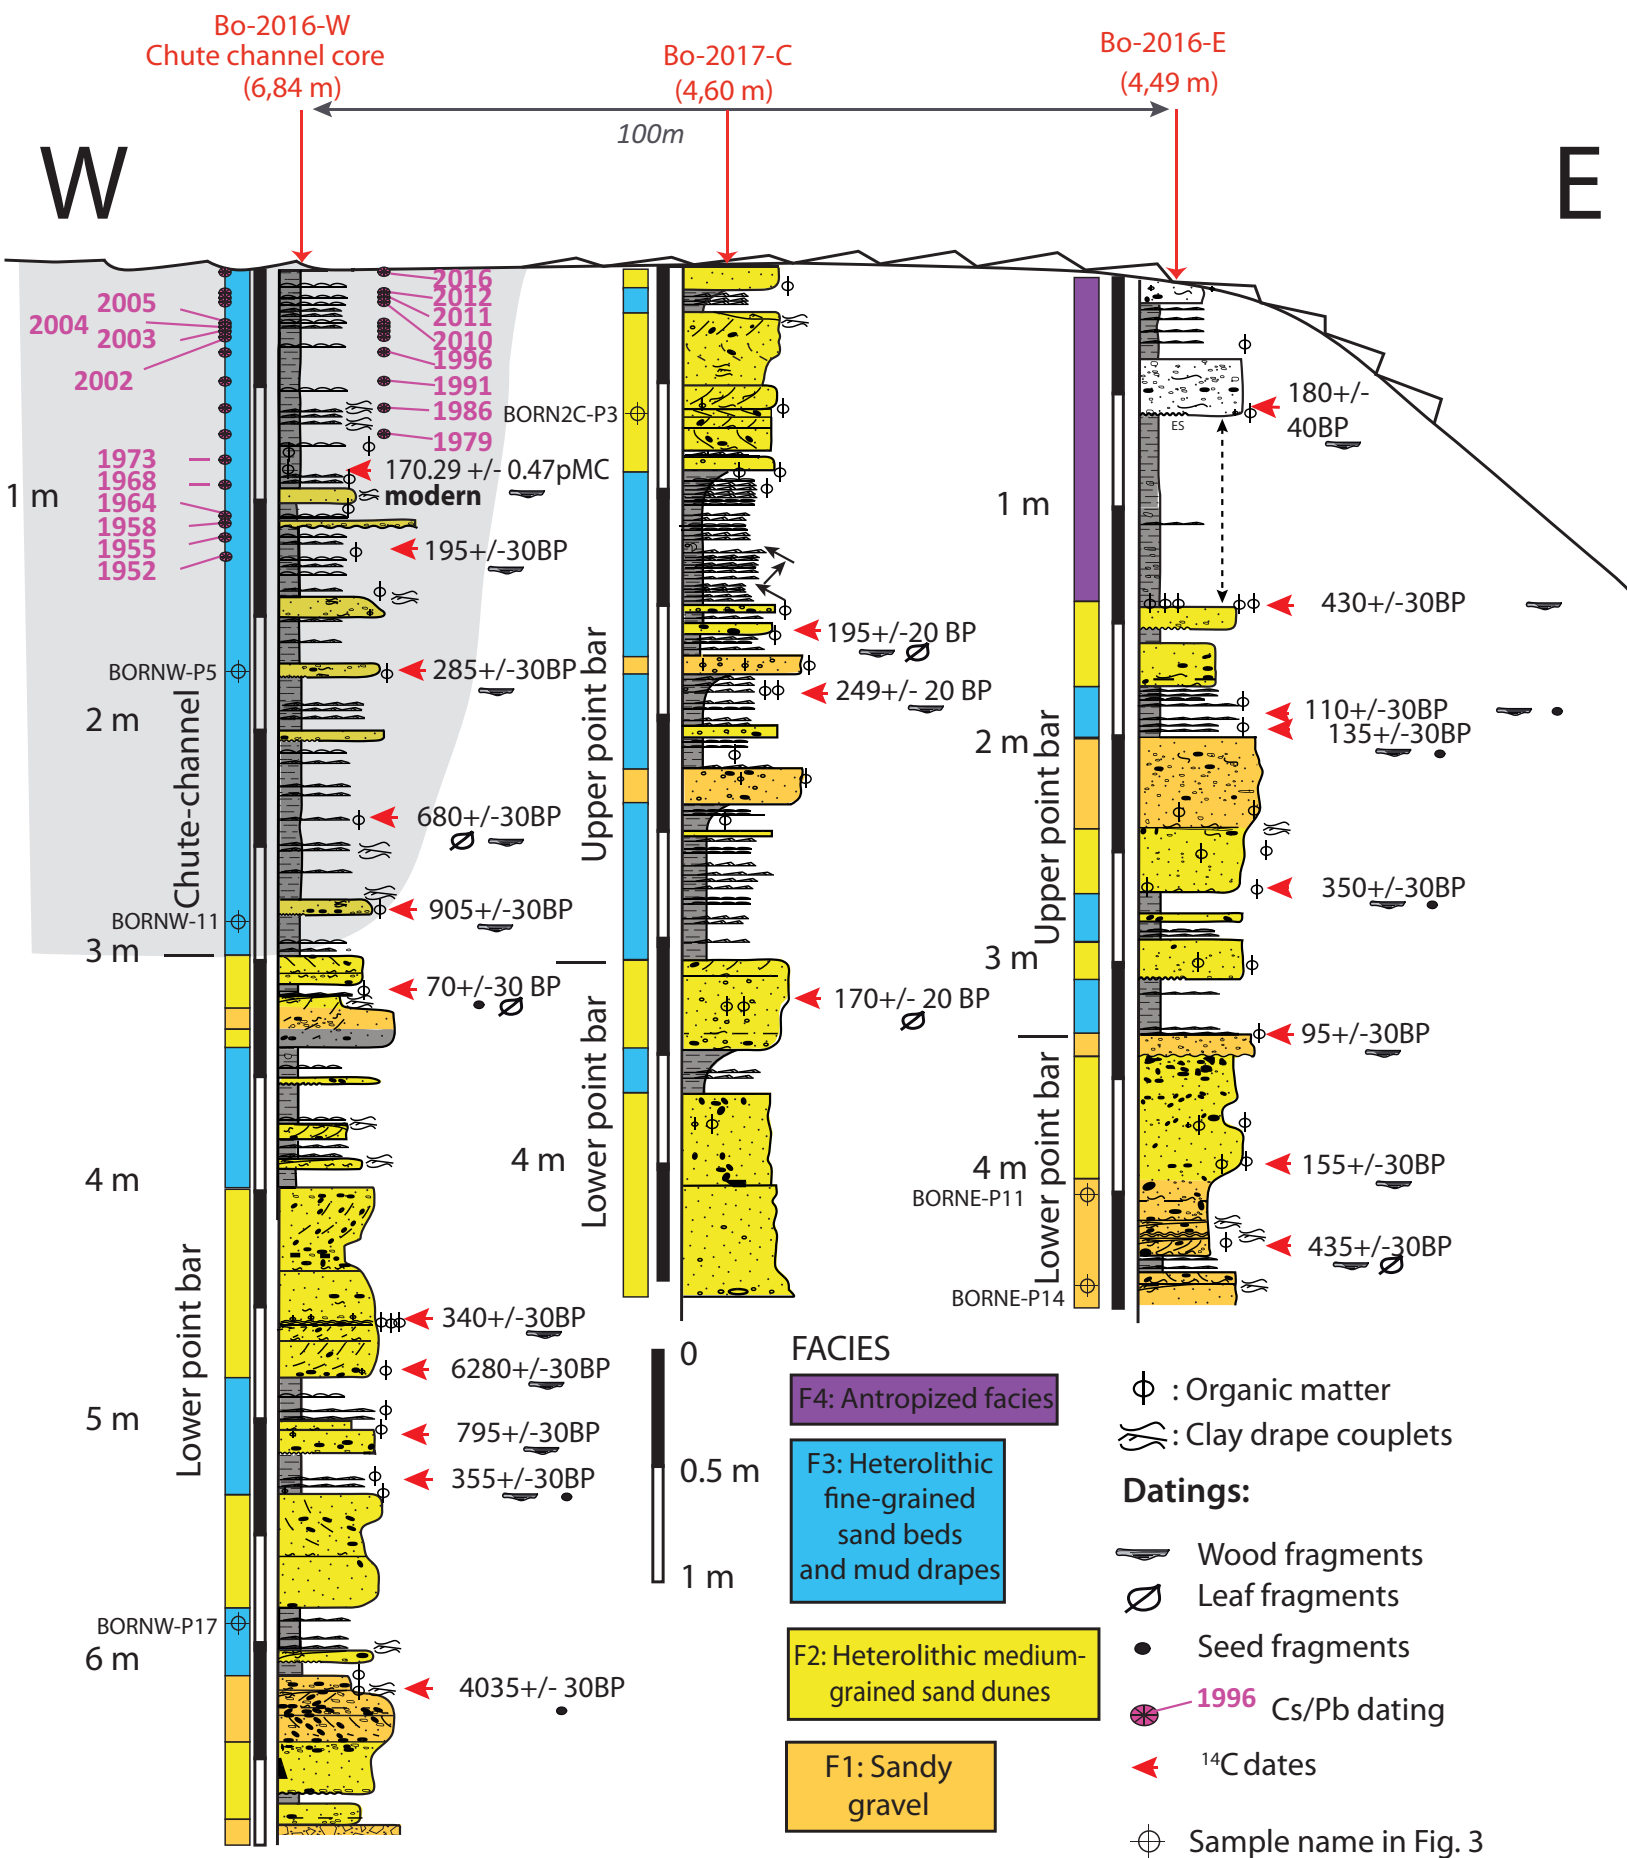 Bo-2016-W
Chute channel core
(6,84 m)
Bo-2017-C
(4,60 m)
Bo-2016-E
(4,49 m)
100m
W
E
2005
2004
2003
2002
1973
1968
1964
1958
1955
1952
2016
2012
2011
2010
1996
1991
1986
1979
170.29 +/- 0.47pMC
modern
195+/-30BP
285+/-30BP
680+/-30BP
905+/-30BP
70+/-30 BP
340+/-30BP
6280+/-30BP
795+/-30BP
355+/-30BP
4035+/- 30BP
1 m
BORNW-P5
2 m
Chute-channel
BORNW-11
3 m
4 m
Lower point bar
5 m
BORNW-P17
6 m
BORN2C-P3
Upper point bar
Lower point bar
4 m
195+/-20 BP
249+/- 20 BP
170+/- 20 BP
1 m
2 m
Upper point bar
3 m
4 m
Lower point bar
BORNE-P11
BORNE-P14
ES
180+/-
40BP
430+/-30BP
110+/-30BP
135+/-30BP
350+/-30BP
95+/-30BP
155+/-30BP
435+/-30BP
0
0.5 m
1 m
FACIES
F4: Antropized facies
F3: Heterolithic
fine-grained
sand beds
and mud drapes
F2: Heterolithic medium-
grained sand dunes
F1: Sandy
gravel
: Organic matter
: Clay drape couplets
Datings:
Wood fragments
Leaf fragments
Seed fragments
1996 Cs/Pb dating
14C dates
Sample name in Fig. 3